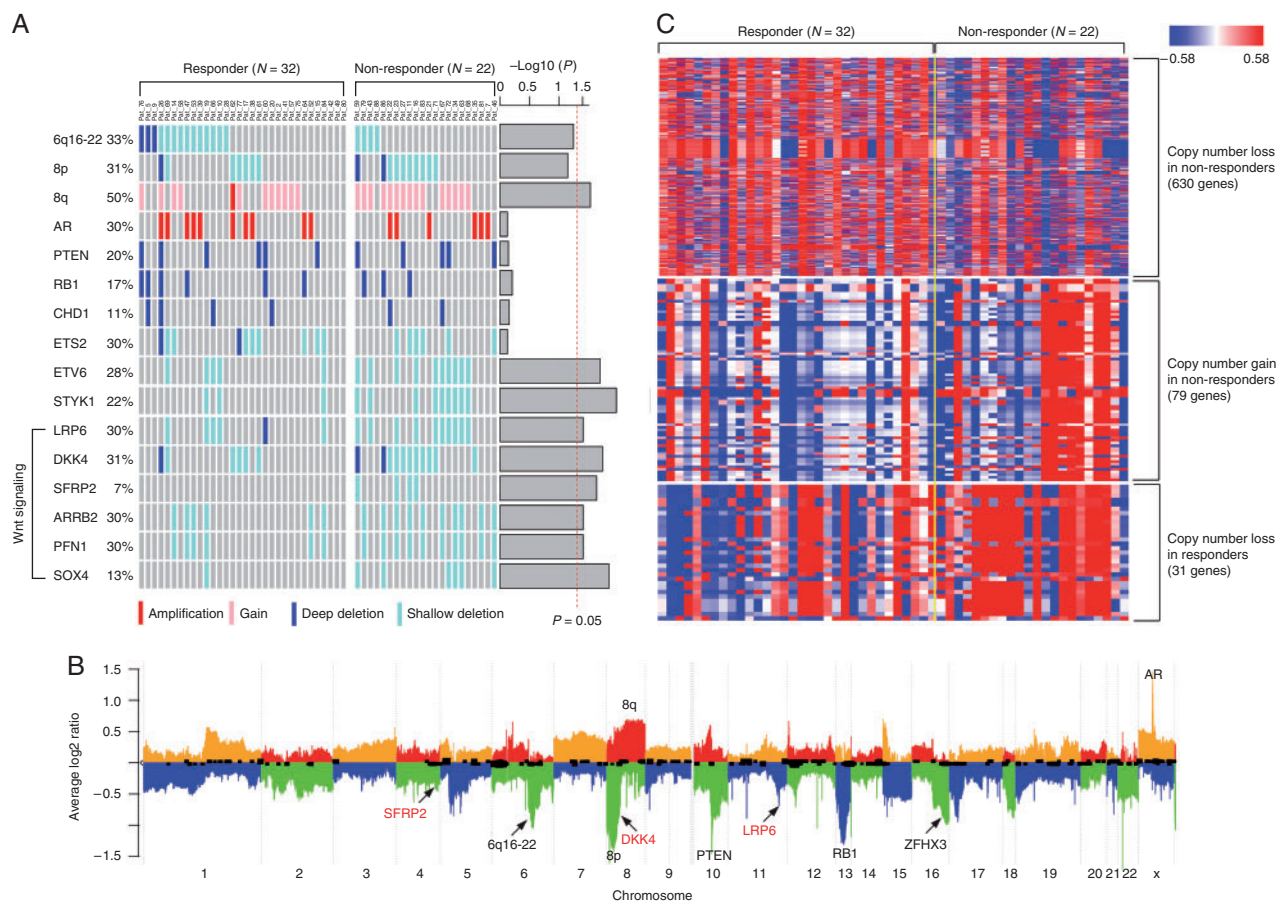 A
Responder (N = 32)
Non-responder (N = 22)
−Log10 (P)
0 0.5 1 1.5
6q16-22 33%
8p 31%
8q 50%
AR 30%
PTEN 20%
RB1 17%
CHD1 11%
ETS2 30%
ETV6 28%
STYK1 22%
LRP6 30%
DKK4 31%
SFRP2 7%
ARRB2 30%
PFN1 30%
SOX4 13%
Wnt signaling
Amplification Gain Deep deletion Shallow deletion
P = 0.05
C
Responder (N = 32)
Non-responder (N = 22)
−0.58 0.58
Copy number loss
in non-responders
(630 genes)
Copy number gain
in non-responders
(79 genes)
Copy number loss
in responders
(31 genes)
B
Average log2 ratio
1.5
1.0
0.5
0.0
−0.5
−1.5
8q
AR
SFRP2
6q16-22
8p
DKK4
PTEN
LRP6
RB1
ZFHX3
1 2 3 4 5 6 7 8 9 10 11 12 13 14 15 16 17 18 19 20 21 22 x
Chromosome